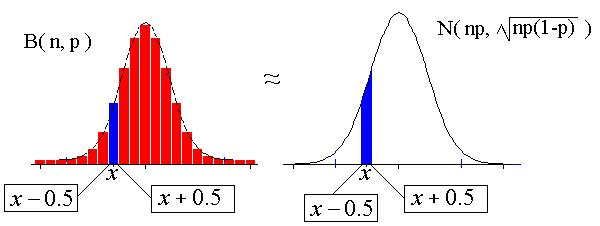 B( n, p )
≈
N( np, √np(1-p) )
x
x − 0.5
x + 0.5
x
x − 0.5
x + 0.5